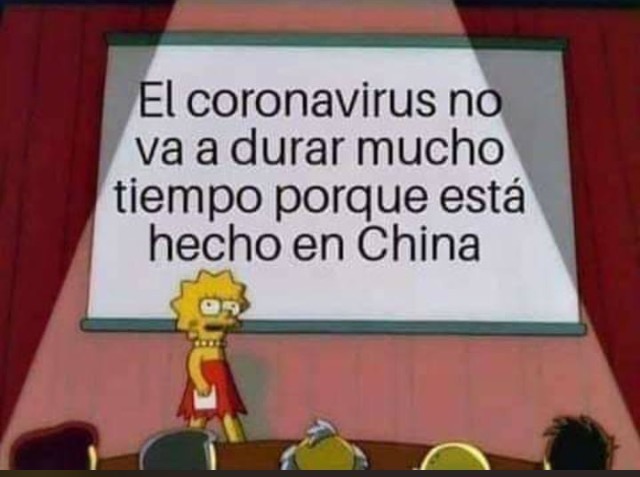 El coronavirus no
va a durar mucho
tiempo porque está
hecho en China